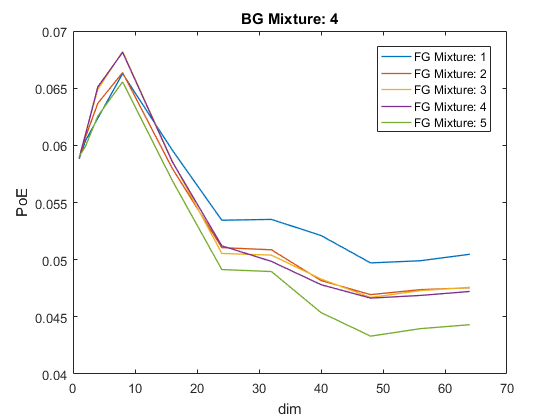 BG Mixture: 4
0.07
0.065
0.06
0.055
0.05
0.045
0.04
PoE
FG Mixture: 1
FG Mixture: 2
FG Mixture: 3
FG Mixture: 4
FG Mixture: 5
0 10 20 30 40 50 60 70
dim